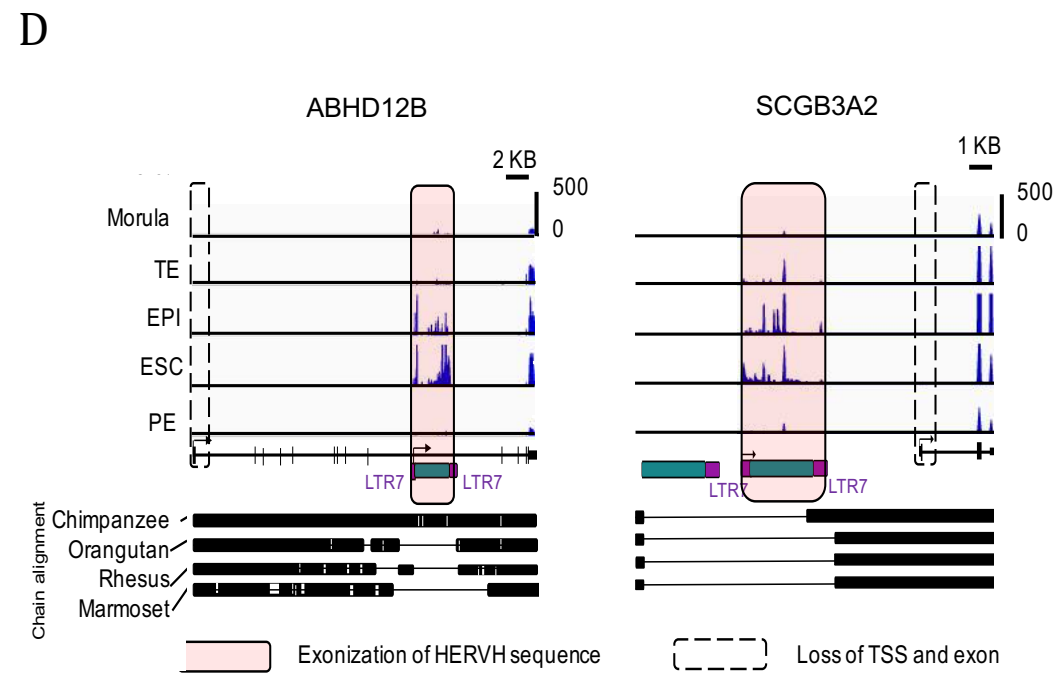 D
ABHD12B
SCGB3A2
2 KB
1 KB
500
0
500
0
Morula
TE
EPI
ESC
PE
LTR7
LTR7
LTR7
LTR7
Chain alignment
Chimpanzee
Orangutan
Rhesus
Marmoset
Exonization of HERVH sequence
Loss of TSS and exon